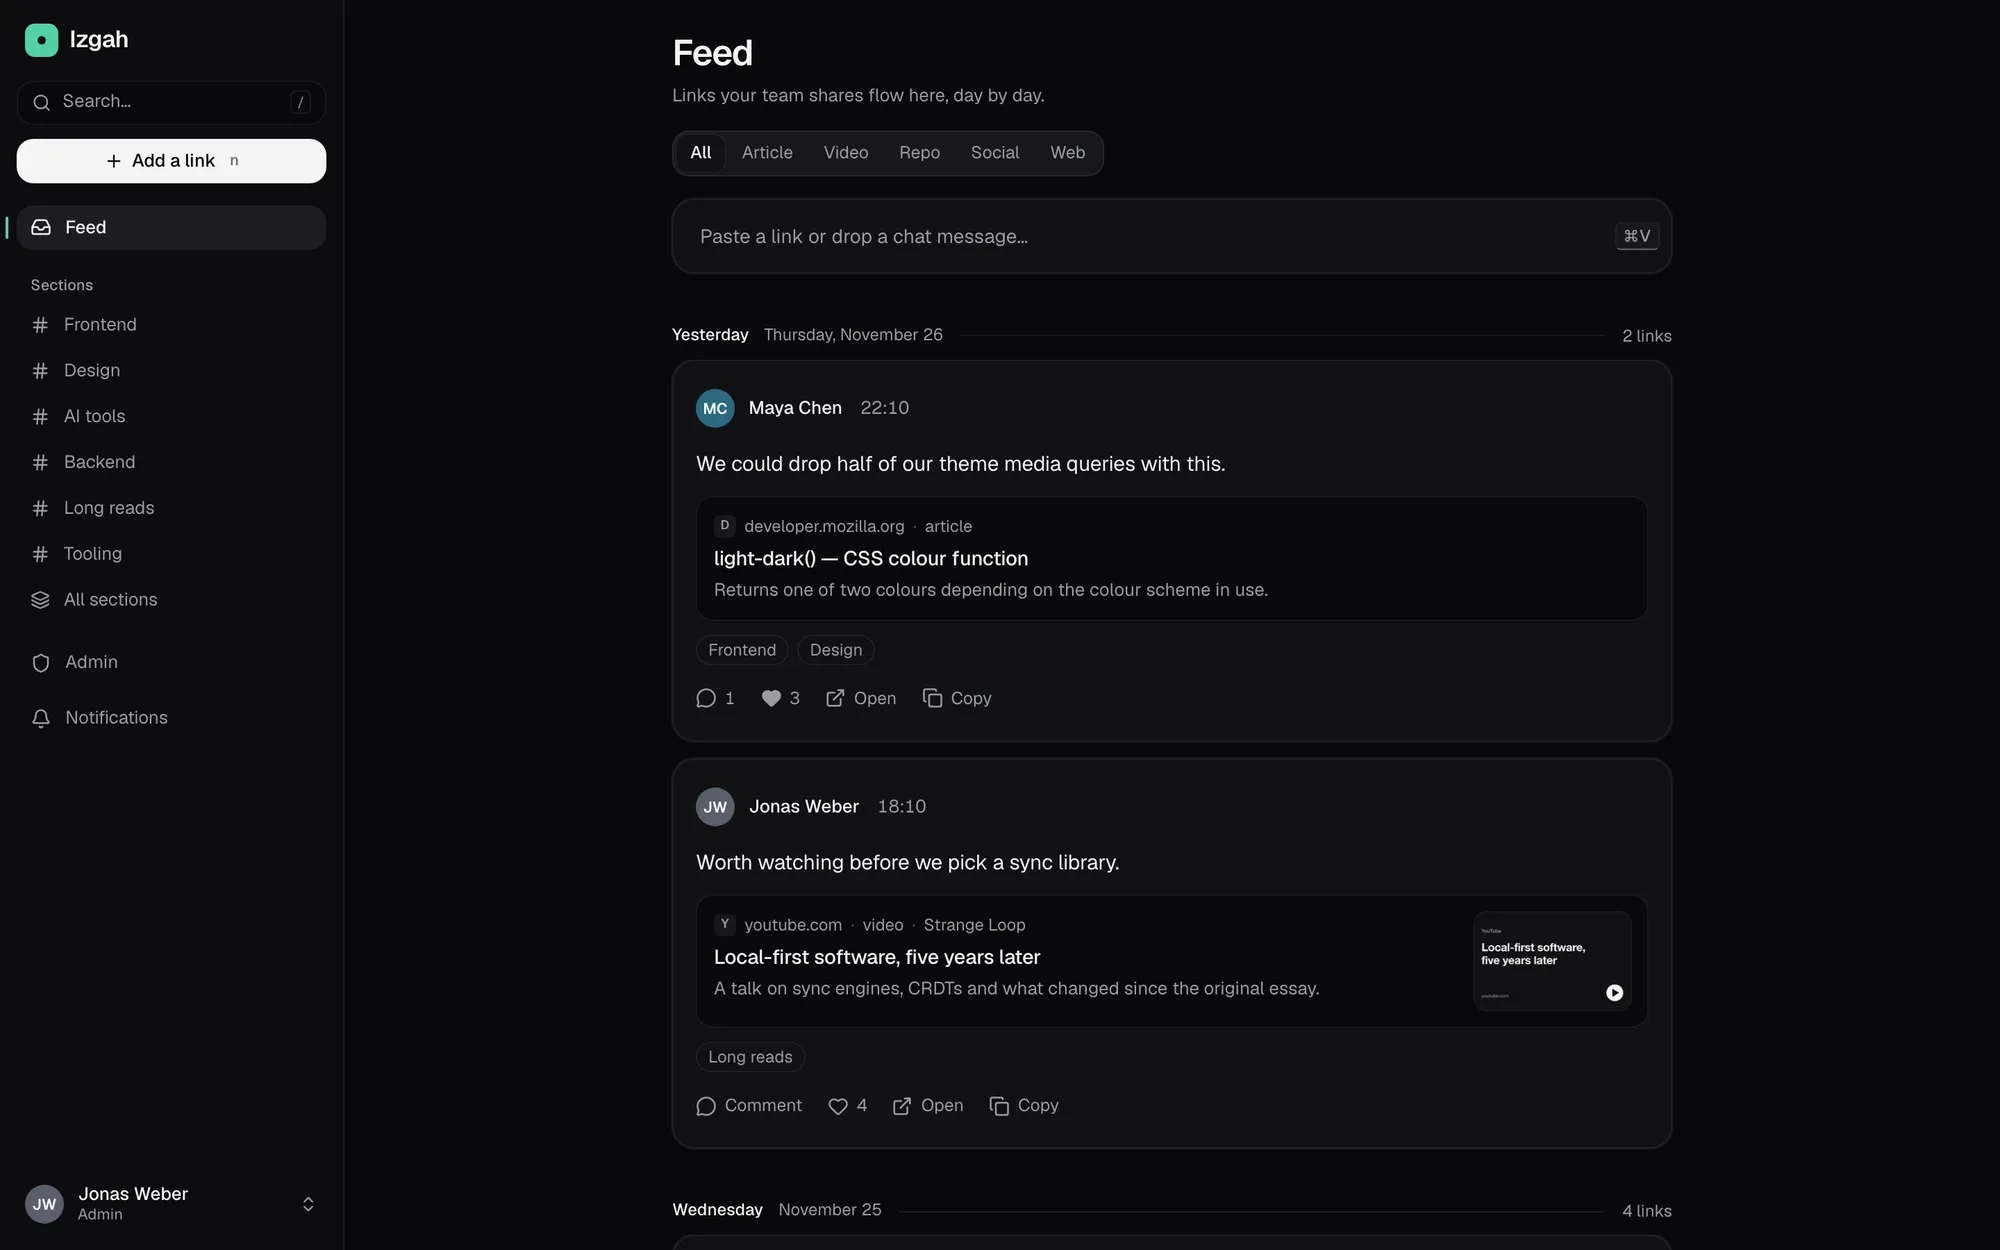 Izgah
Search...
/
Add a link n
Feed
Sections
Frontend
Design
AI tools
Backend
Long reads
Tooling
All sections
Admin
Notifications
JW
Jonas Weber
Admin
Feed
Links your team shares flow here, day by day.
All Article Video Repo Social Web
Paste a link or drop a chat message...
⌘V
Yesterday Thursday, November 26 2 links
MC Maya Chen 22:10
We could drop half of our theme media queries with this.
D developer.mozilla.org · article
light-dark() — CSS colour function
Returns one of two colours depending on the colour scheme in use.
Frontend Design
1 3 Open Copy
JW Jonas Weber 18:10
Worth watching before we pick a sync library.
Y youtube.com · video · Strange Loop
Local-first software, five years later
A talk on sync engines, CRDTs and what changed since the original essay.
YouTube
Local-first software,
five years later
youtube.com
Long reads
Comment 4 Open Copy
Wednesday November 25 4 links